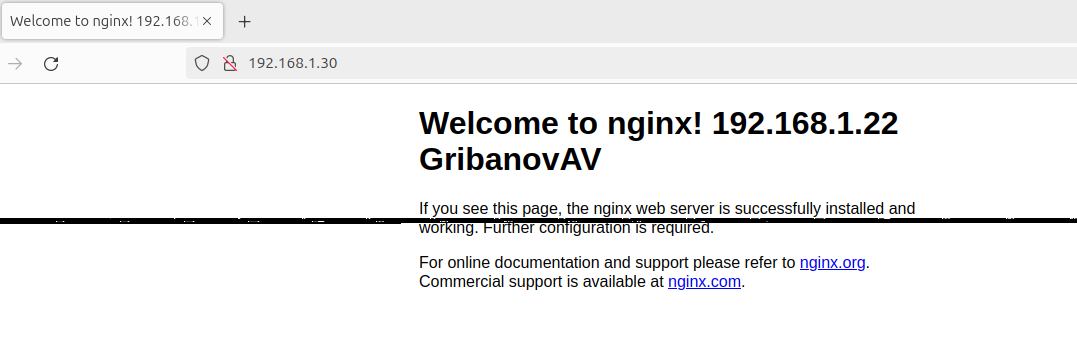 Welcome to nginx! 192.168.1
192.168.1.30
Welcome to nginx! 192.168.1.22
GribanovAV
If you see this page, the nginx web server is successfully installed and
working. Further configuration is required.
For online documentation and support please refer to nginx.org.
Commercial support is available at nginx.com.